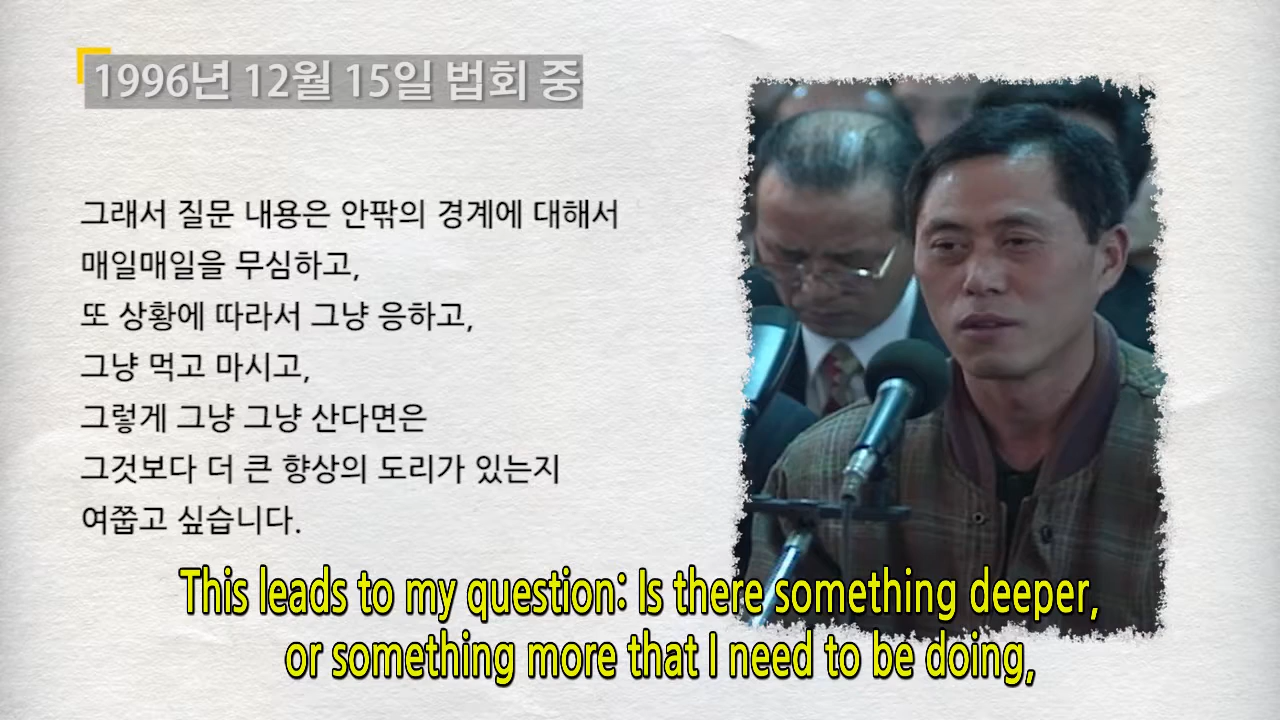 1996년 12월 15일 법회 중
그래서 질문 내용은 안팎의 경계에 대해서
매일매일을 무심하고,
또 상황에 따라서 그냥 응하고,
그냥 먹고 마시고,
그렇게 그냥 그냥 산다면은
그것보다 더 큰 향상의 도리가 있는지
여쭙고 싶습니다.
This leads to my question: Is there something deeper,
or something more that I need to be doing,